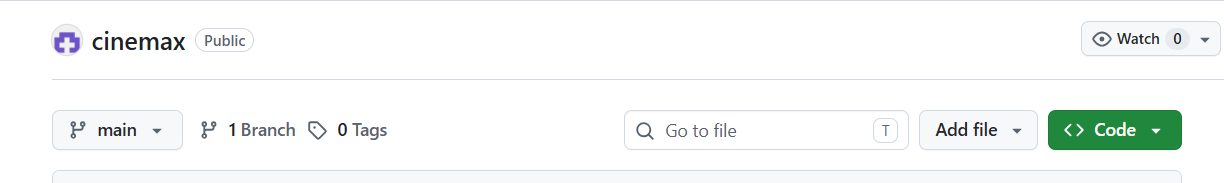 cinemax Public Watch 0
main 1 Branch 0 Tags Go to file T Add file Code